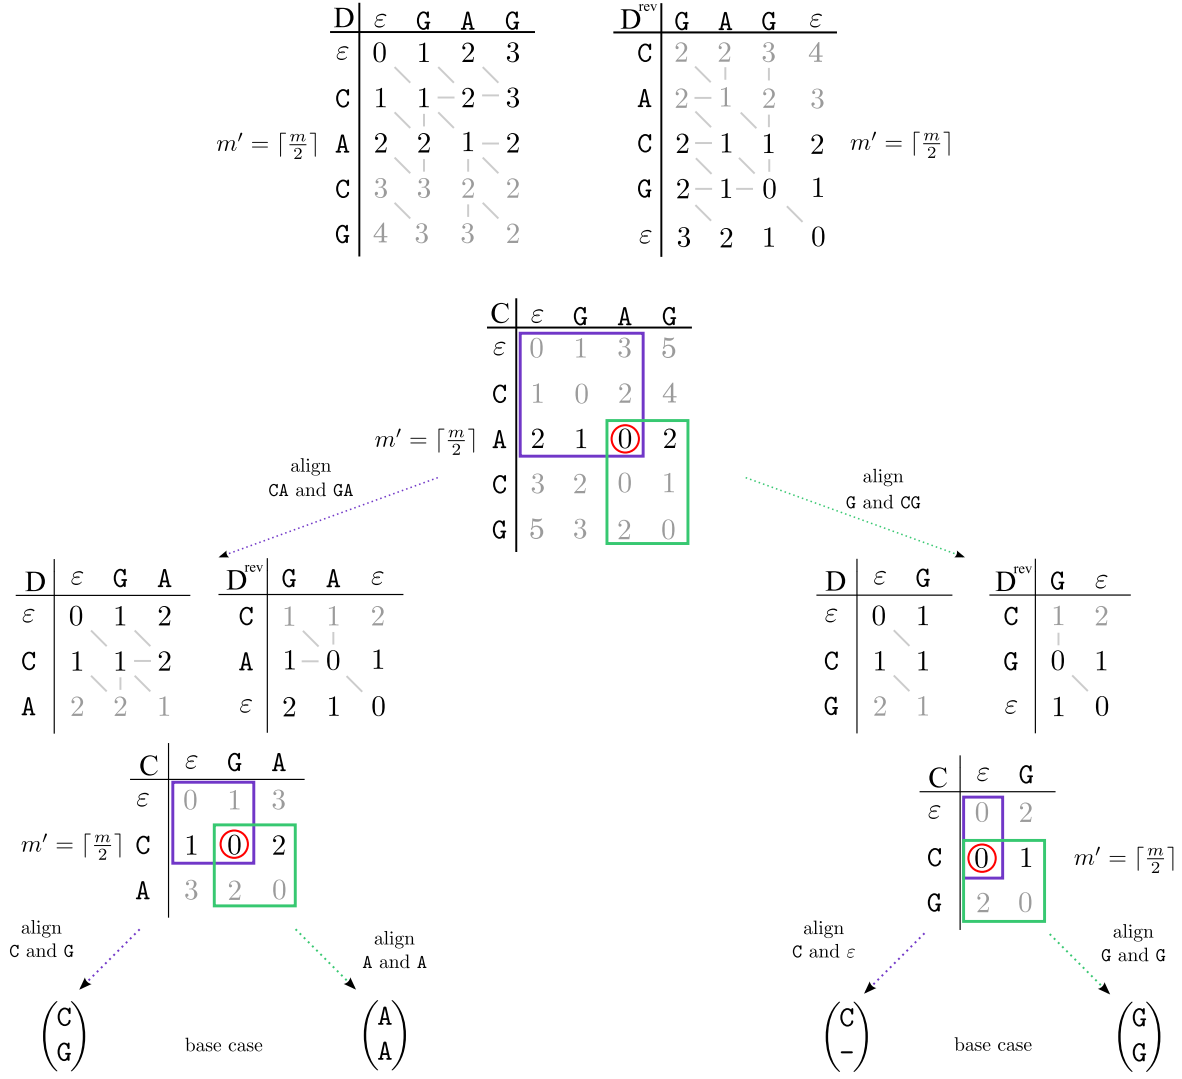 D ε G A G
ε 0 1 2 3
C 1 1 2 3
m′ = ⌈m/2⌉ A 2 2 1 2
C 3 3 2 2
G 4 3 3 2
D^rev G A G ε
C 2 2 3 4
A 2 1 2 3
C 2 1 1 2 m′ = ⌈m/2⌉
G 2 1 0 1
ε 3 2 1 0
C ε G A G
ε 0 1 3 5
C 1 0 2 4
m′ = ⌈m/2⌉ A 2 1 0 2
C 3 2 0 1
G 5 3 2 0
align
CA and GA
align
G and CG
D ε G A
ε 0 1 2
C 1 1 2
A 2 2 1
D^rev G A ε
C 1 1 2
A 1 0 1
ε 2 1 0
D ε G
ε 0 1
C 1 1
G 2 1
D^rev G ε
C 1 2
G 0 1
ε 1 0
C ε G A
ε 0 1 3
m′ = ⌈m/2⌉ C 1 0 2
A 3 2 0
C ε G
ε 0 2
C 0 1 m′ = ⌈m/2⌉
G 2 0
align
C and G
align
A and A
align
C and ε
align
G and G
C
G
base case
A
A
C
–
base case
G
G